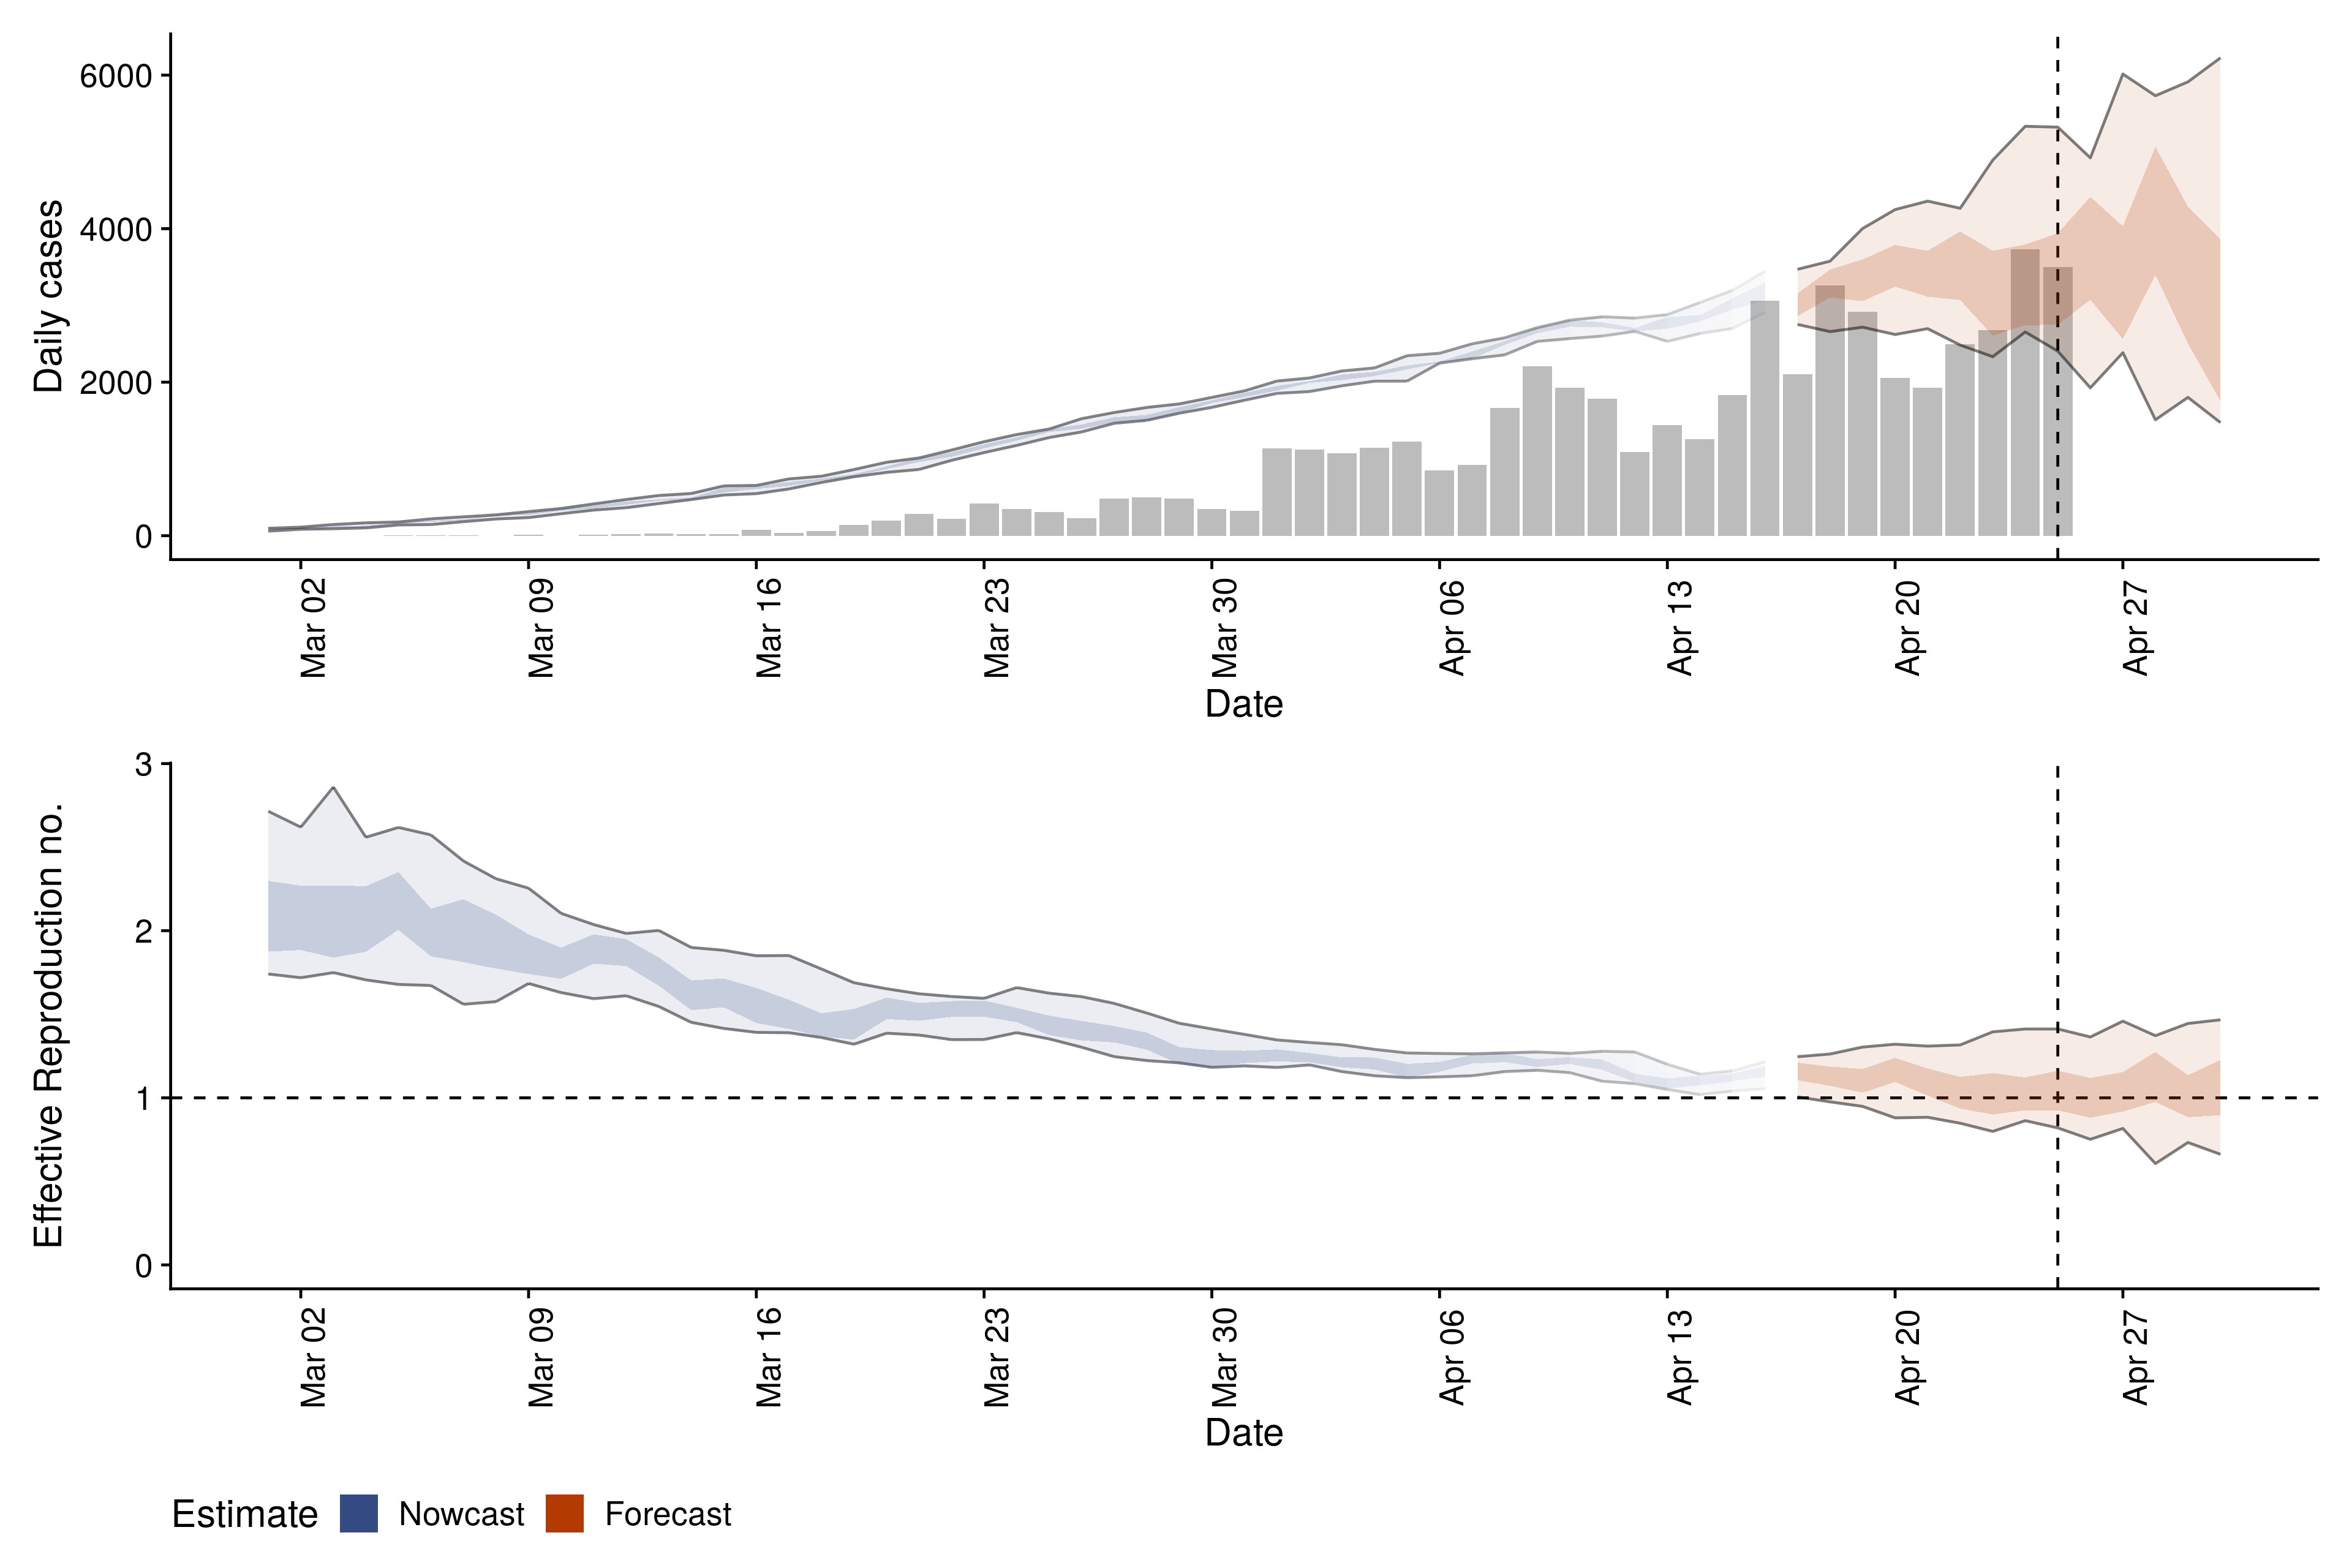 Daily cases
6000
4000
2000
0
Mar 02 Mar 09 Mar 16 Mar 23 Mar 30 Apr 06 Apr 13 Apr 20 Apr 27
Date
Effective Reproduction no.
3
2
1
0
Mar 02 Mar 09 Mar 16 Mar 23 Mar 30 Apr 06 Apr 13 Apr 20 Apr 27
Date
Estimate Nowcast Forecast